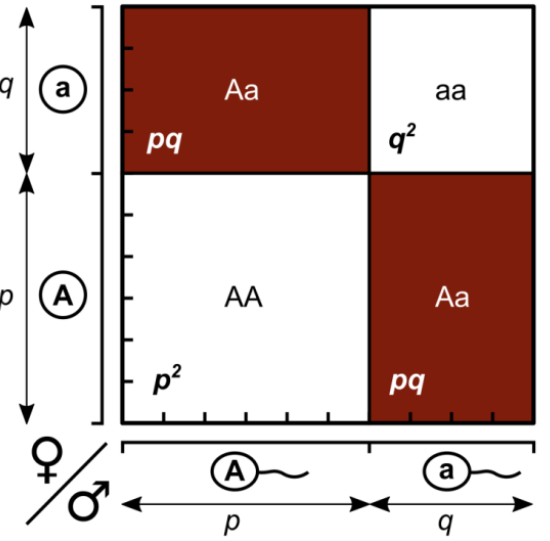 q a Aa aa
pq q²
p A AA Aa
p² pq
♀/♂ A a
p q